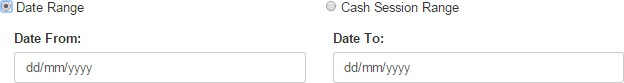 Date Range Cash Session Range
Date From: Date To:
dd/mm/yyyy dd/mm/yyyy